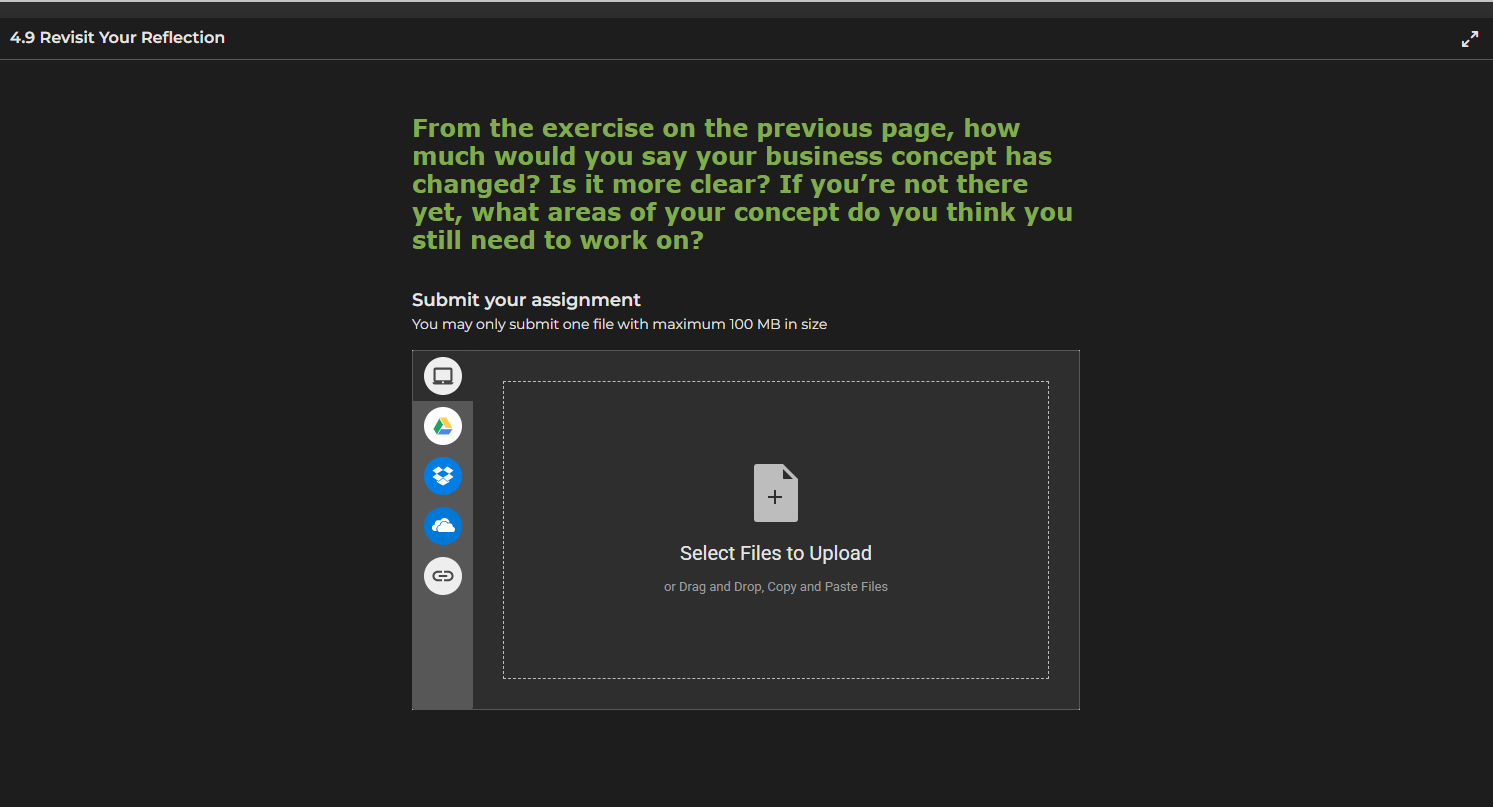 4.9 Revisit Your Reflection
From the exercise on the previous page, how
much would you say your business concept has
changed? Is it more clear? If you’re not there
yet, what areas of your concept do you think you
still need to work on?
Submit your assignment
You may only submit one file with maximum 100 MB in size
Select Files to Upload
or Drag and Drop, Copy and Paste Files